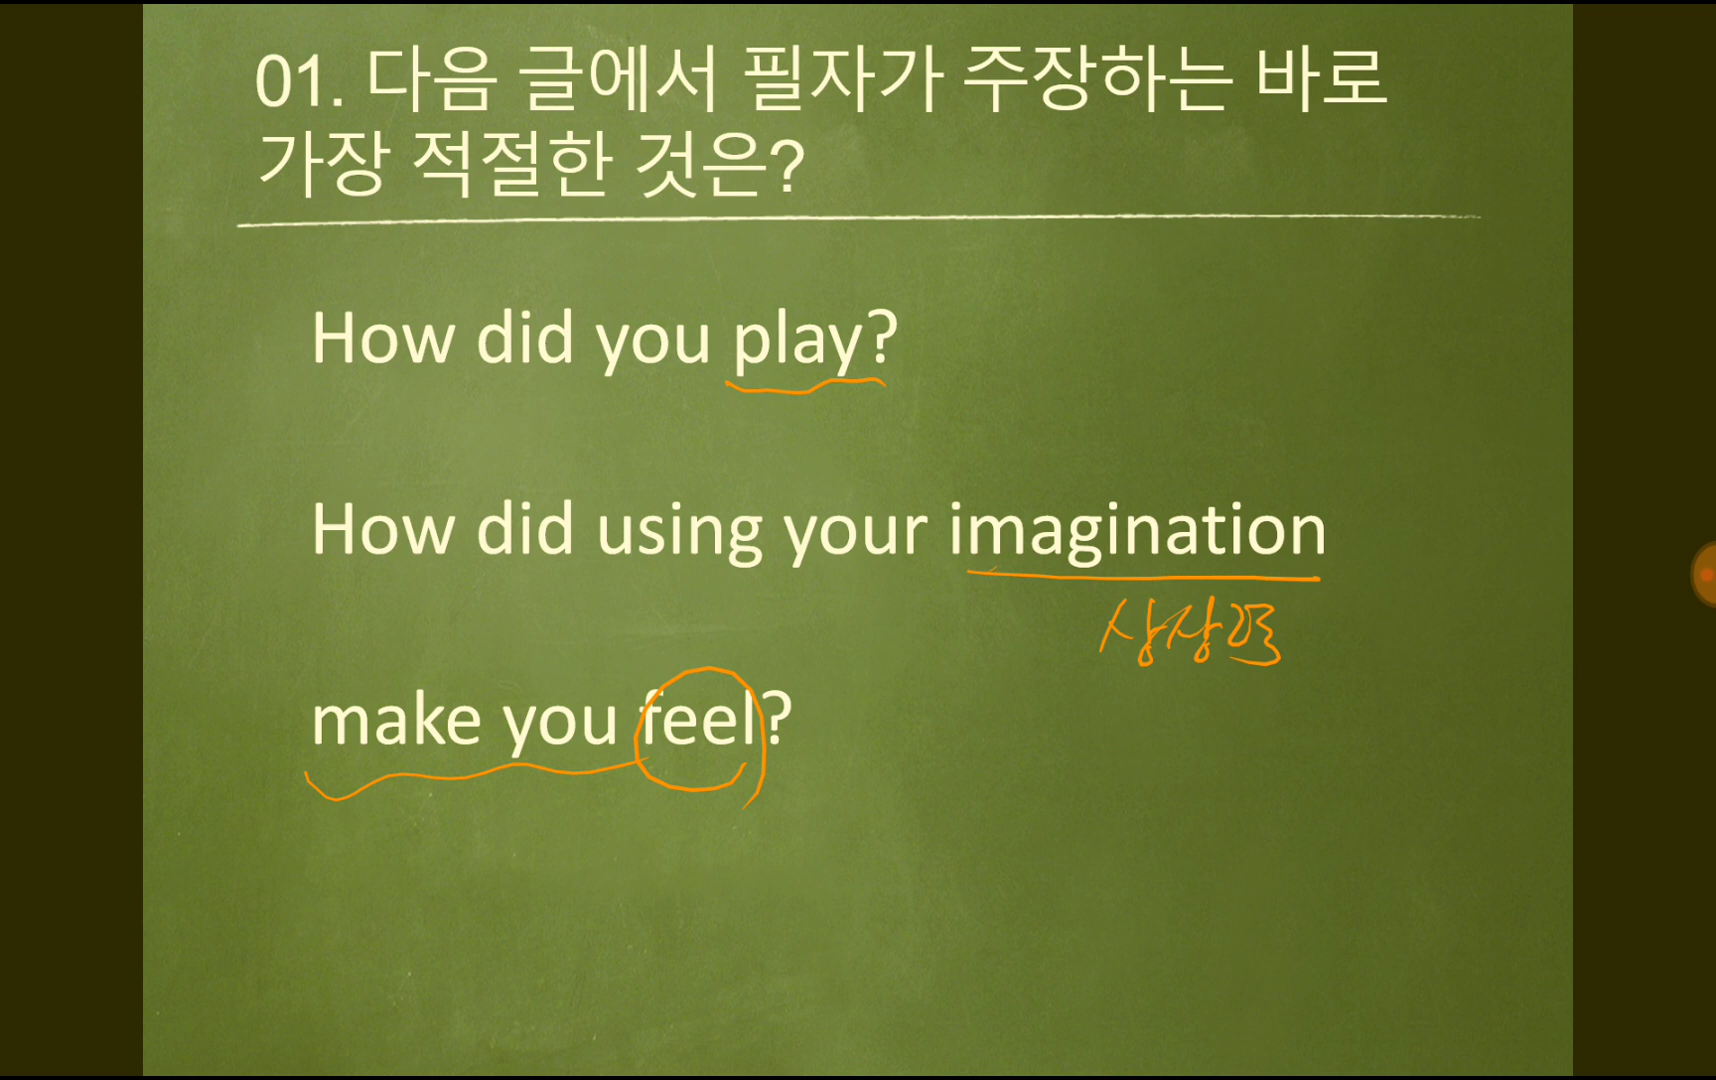 01. 다음 글에서 필자가 주장하는 바로
가장 적절한 것은?
How did you play?
How did using your imagination
상상력
make you feel?